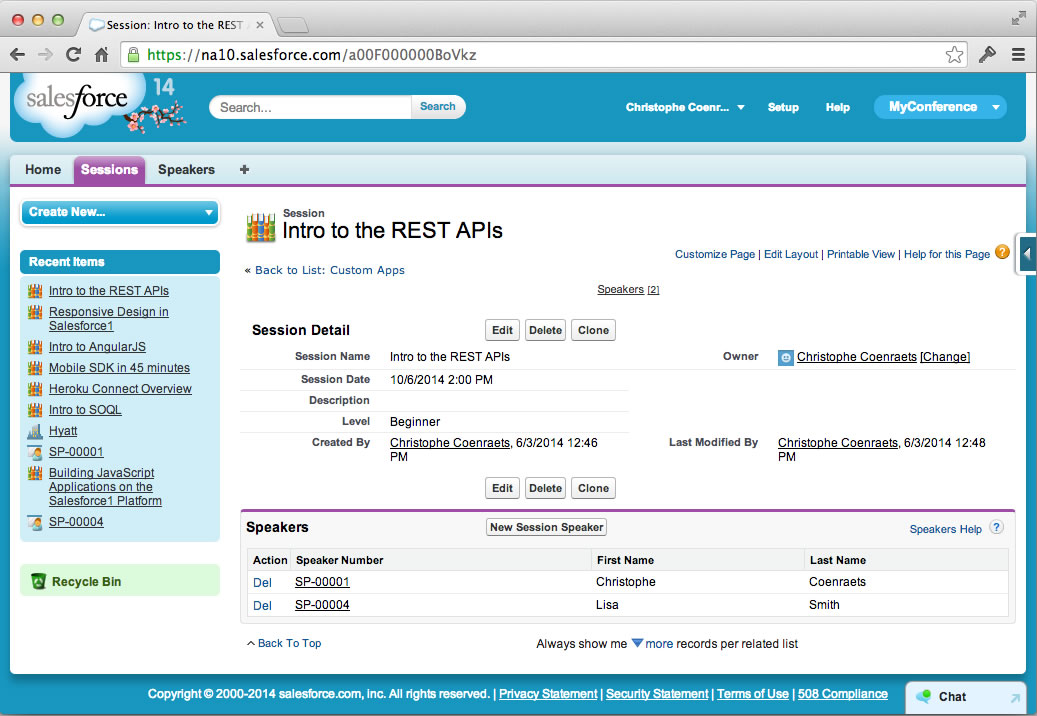 Session: Intro to the REST
https://na10.salesforce.com/a00F000000BoVkz
salesforce
14
Search...
Search
Christophe Coenr...
Setup
Help
MyConference
Home
Sessions
Speakers
+
Create New...
Recent Items
Intro to the REST APIs
Responsive Design in
Salesforce1
Intro to AngularJS
Mobile SDK in 45 minutes
Heroku Connect Overview
Intro to SOQL
Hyatt
SP-00001
Building JavaScript
Applications on the
Salesforce1 Platform
SP-00004
Recycle Bin
Session
Intro to the REST APIs
Customize Page | Edit Layout | Printable View | Help for this Page ?
« Back to List: Custom Apps
Speakers [2]
Session Detail
Edit Delete Clone
Session Name Intro to the REST APIs
Owner Christophe Coenraets [Change]
Session Date 10/6/2014 2:00 PM
Description
Level Beginner
Created By Christophe Coenraets, 6/3/2014 12:46
PM
Last Modified By Christophe Coenraets, 6/3/2014 12:48
PM
Edit Delete Clone
Speakers
New Session Speaker
Speakers Help ?
Action Speaker Number First Name Last Name
Del SP-00001 Christophe Coenraets
Del SP-00004 Lisa Smith
Back To Top
Always show me more records per related list
Copyright © 2000-2014 salesforce.com, inc. All rights reserved. | Privacy Statement | Security Statement | Terms of Use | 508 Compliance
Chat